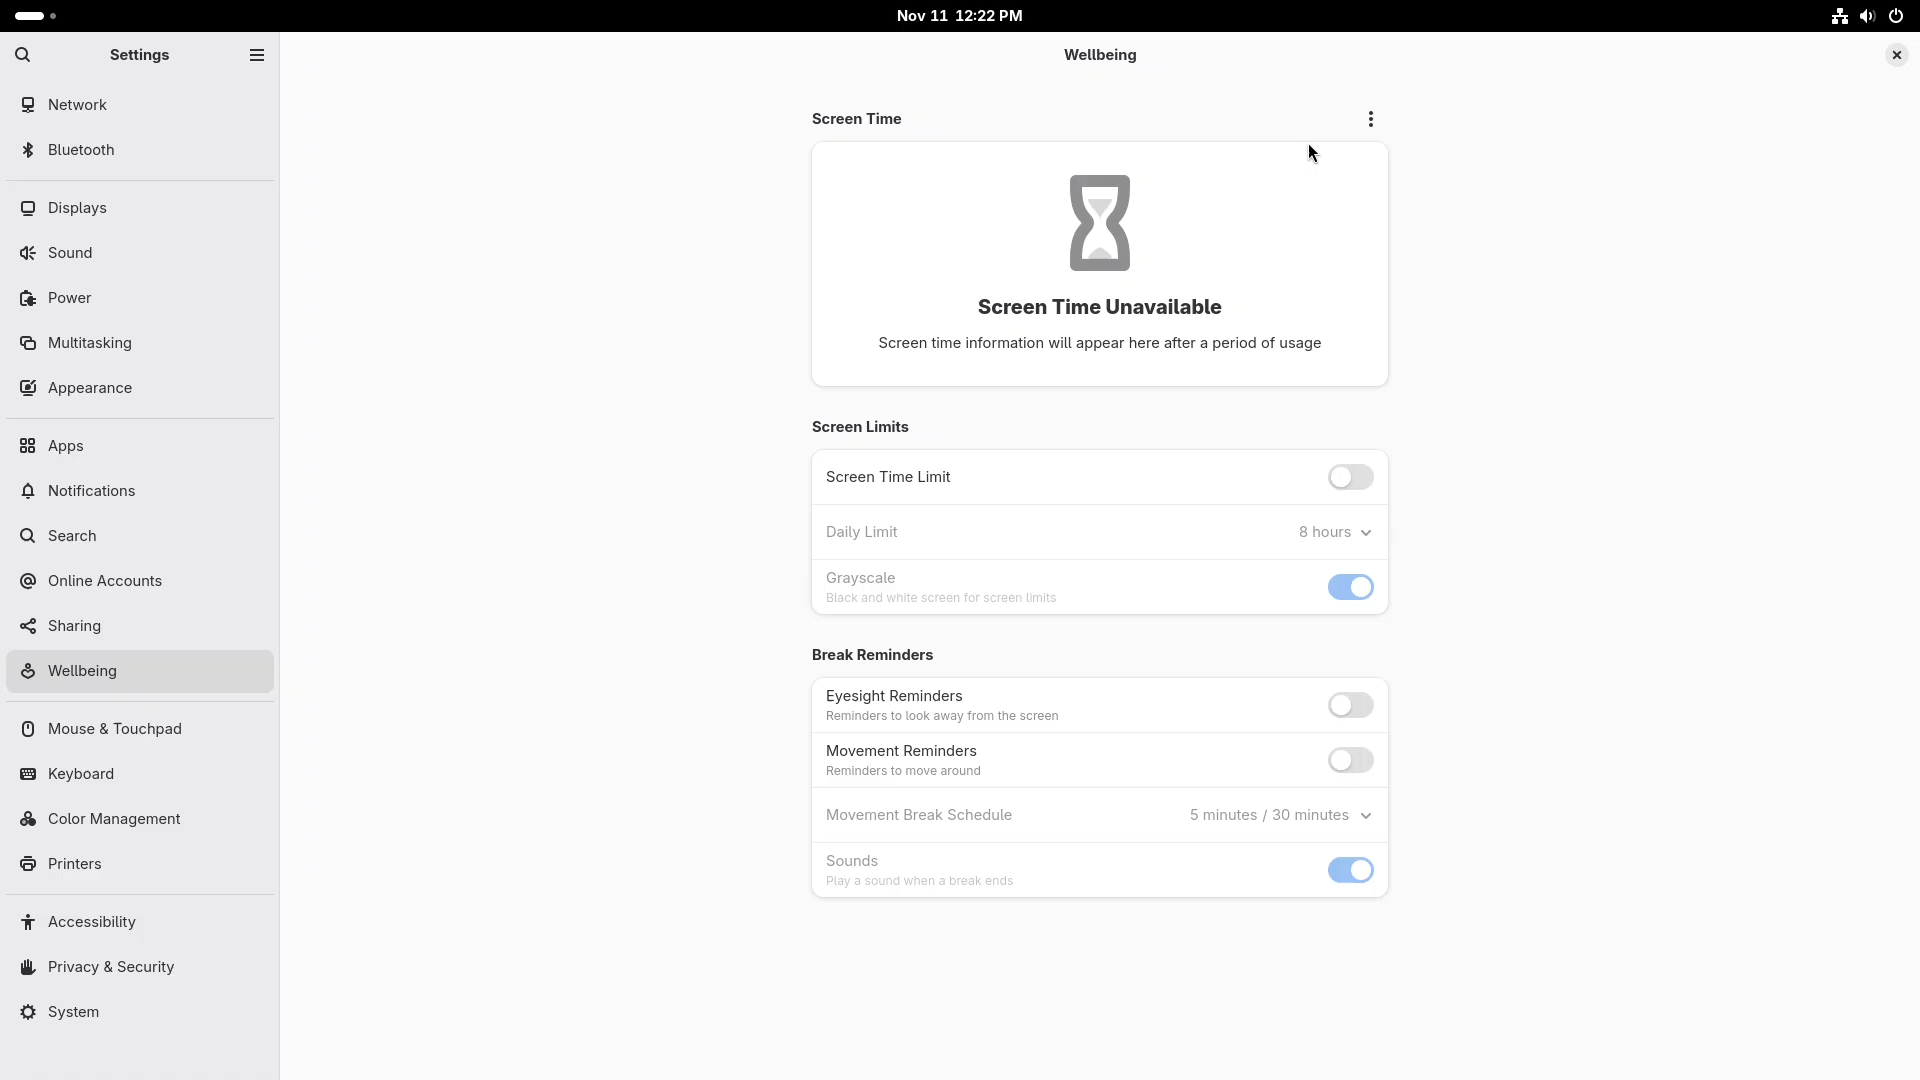 Nov 11 12:22 PM
Settings
Network
Bluetooth
Displays
Sound
Power
Multitasking
Appearance
Apps
Notifications
Search
Online Accounts
Sharing
Wellbeing
Mouse & Touchpad
Keyboard
Color Management
Printers
Accessibility
Privacy & Security
System
Wellbeing
Screen Time
Screen Time Unavailable
Screen time information will appear here after a period of usage
Screen Limits
Screen Time Limit
Daily Limit 8 hours
Grayscale
Black and white screen for screen limits
Break Reminders
Eyesight Reminders
Reminders to look away from the screen
Movement Reminders
Reminders to move around
Movement Break Schedule 5 minutes / 30 minutes
Sounds
Play a sound when a break ends